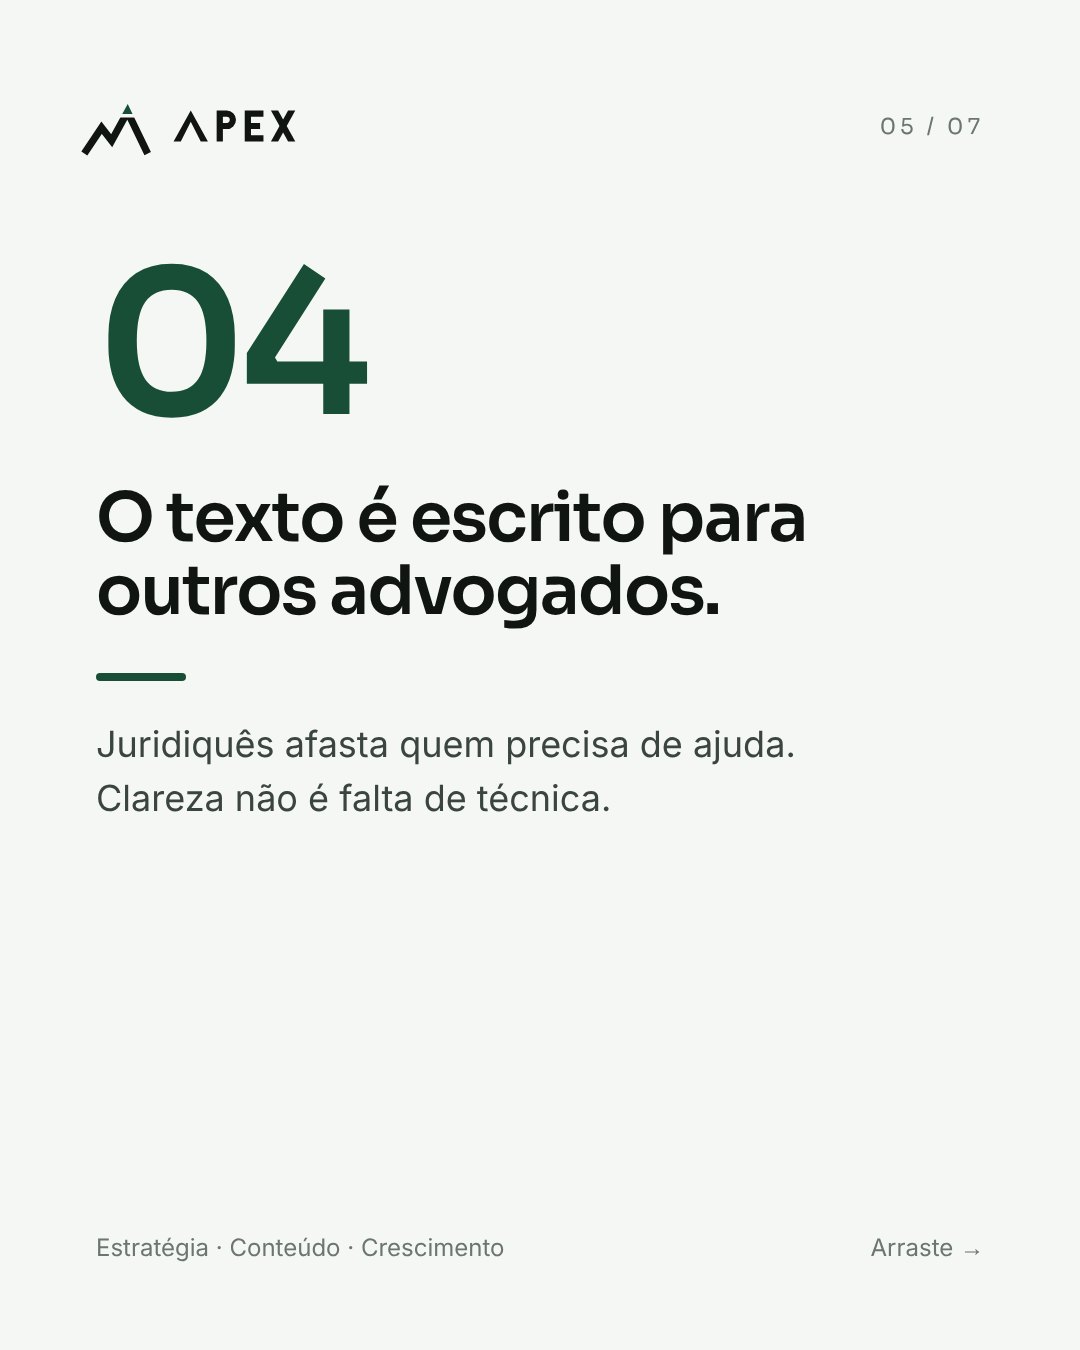 APEX
05 / 07
04
O texto é escrito para
outros advogados.
Juridiquês afasta quem precisa de ajuda.
Clareza não é falta de técnica.
Estratégia · Conteúdo · Crescimento
Arraste →